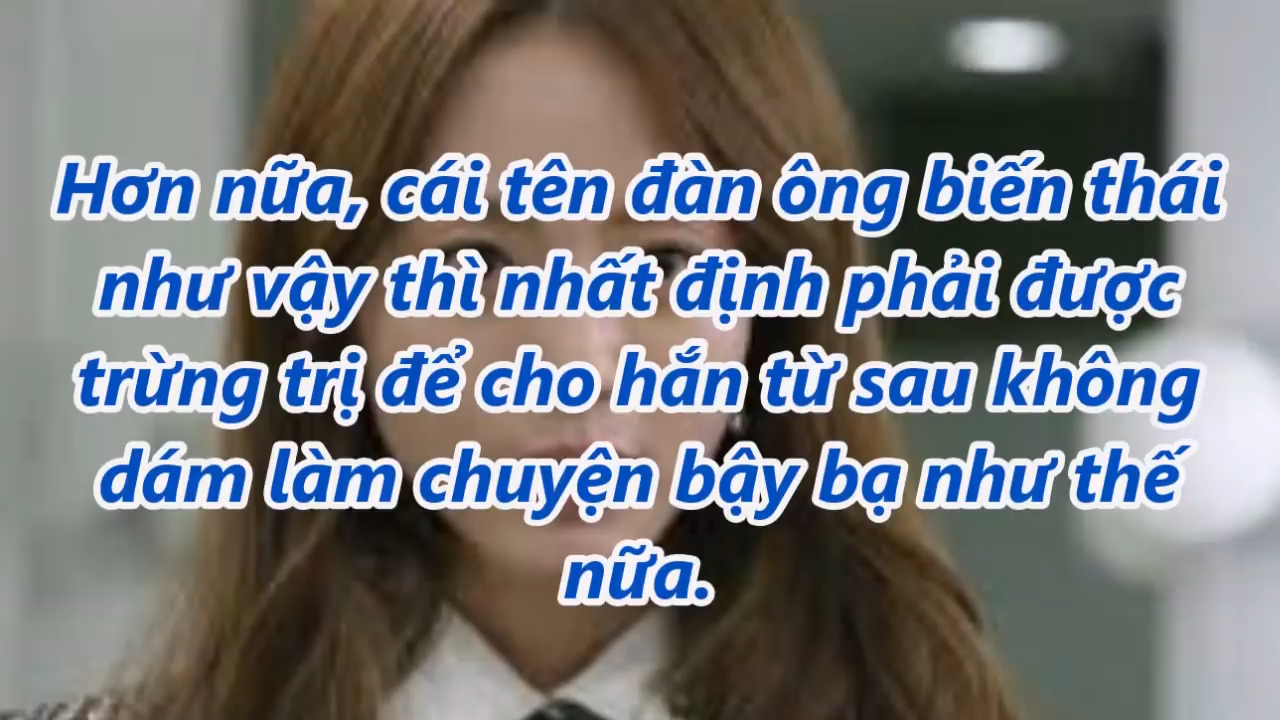 Hơn nữa, cái tên đàn ông biến thái
như vậy thì nhất định phải được
trừng trị để cho hắn từ sau không
dám làm chuyện bậy bạ như thế
nữa.